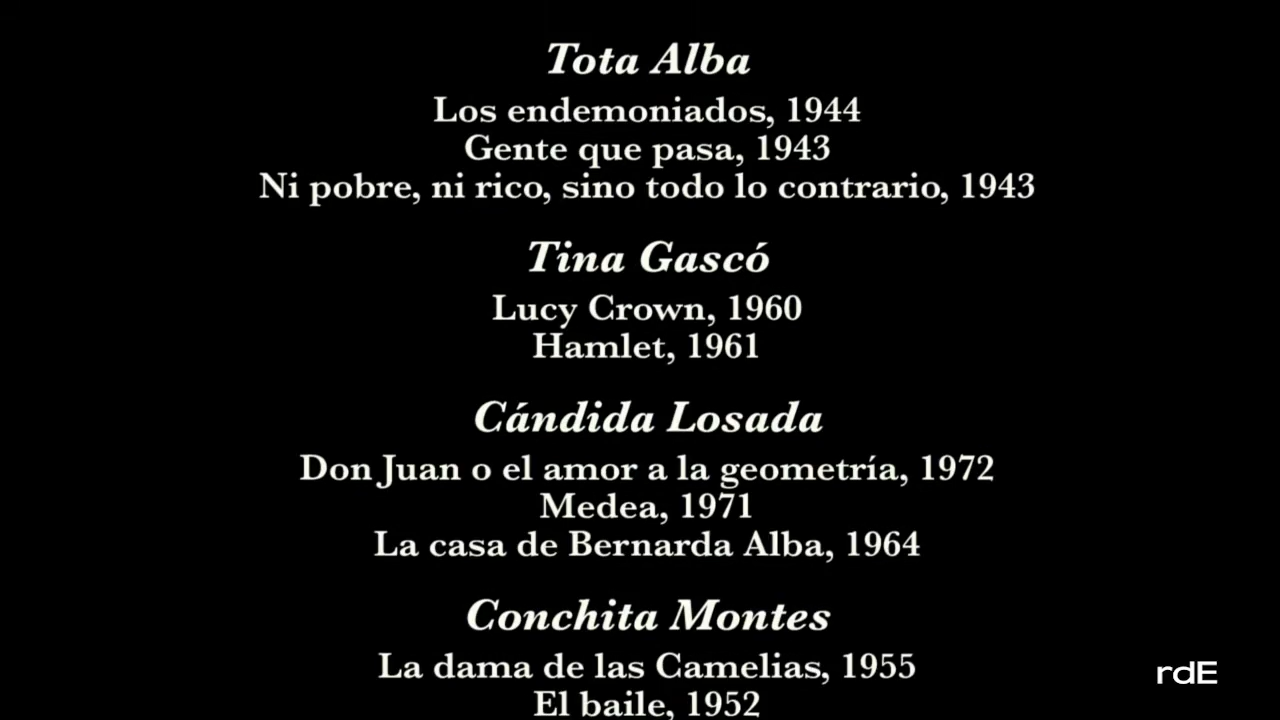 Tota Alba
Los endemoniados, 1944
Gente que pasa, 1943
Ni pobre, ni rico, sino todo lo contrario, 1943
Tina Gascó
Lucy Crown, 1960
Hamlet, 1961
Cándida Losada
Don Juan o el amor a la geometría, 1972
Medea, 1971
La casa de Bernarda Alba, 1964
Conchita Montes
La dama de las Camelias, 1955
El baile, 1952
rdE